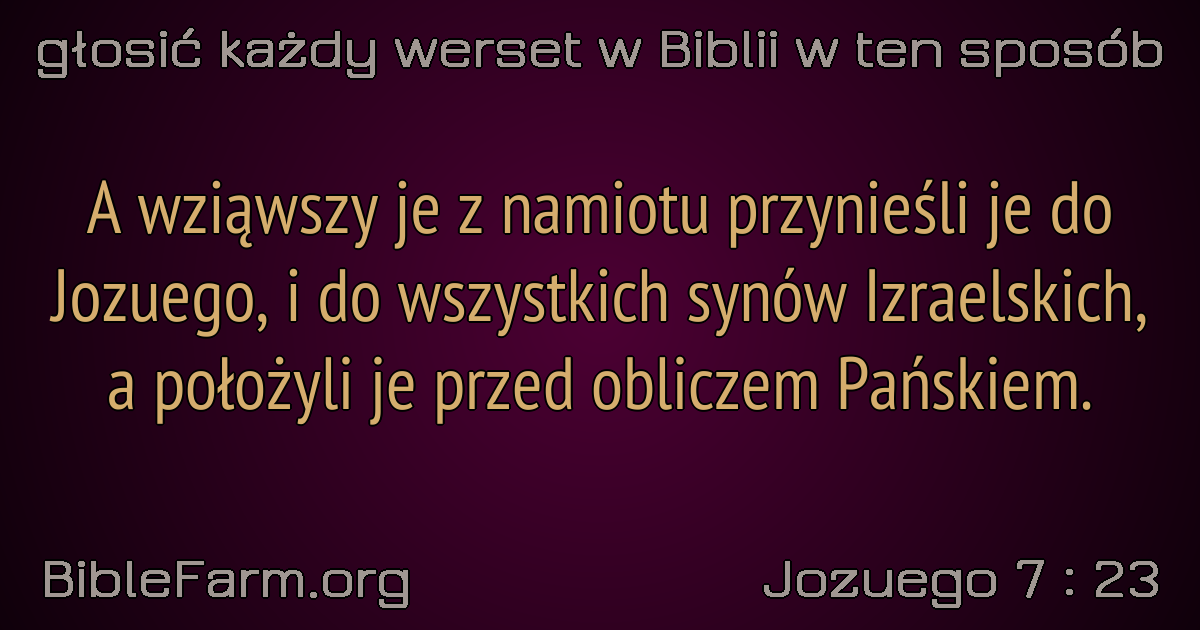 głosić każdy werset w Biblii w ten sposób
A wziąwszy je z namiotu przynieśli je do
Jozuego, i do wszystkich synów Izraelskich,
a położyli je przed obliczem Pańskiem.
BibleFarm.org
Jozuego 7 : 23